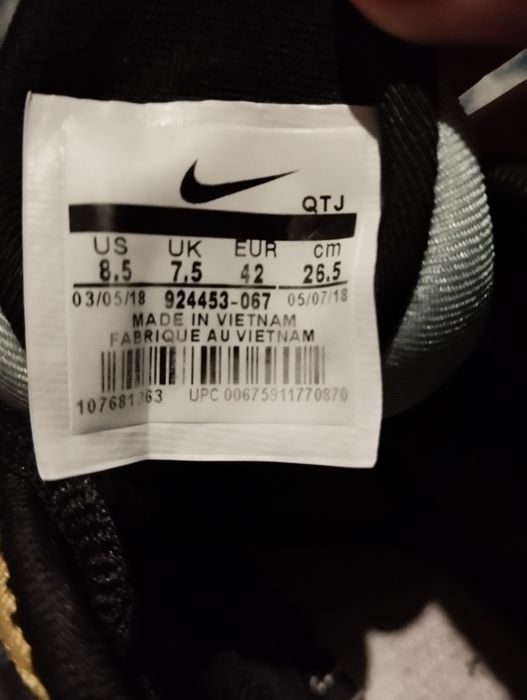 QTJ
US UK EUR cm
8.5 7.5 42 26.5
03/05/18 924453-067 05/07/18
MADE IN VIETNAM
FABRIQUE AU VIETNAM
UPC 00675911770870